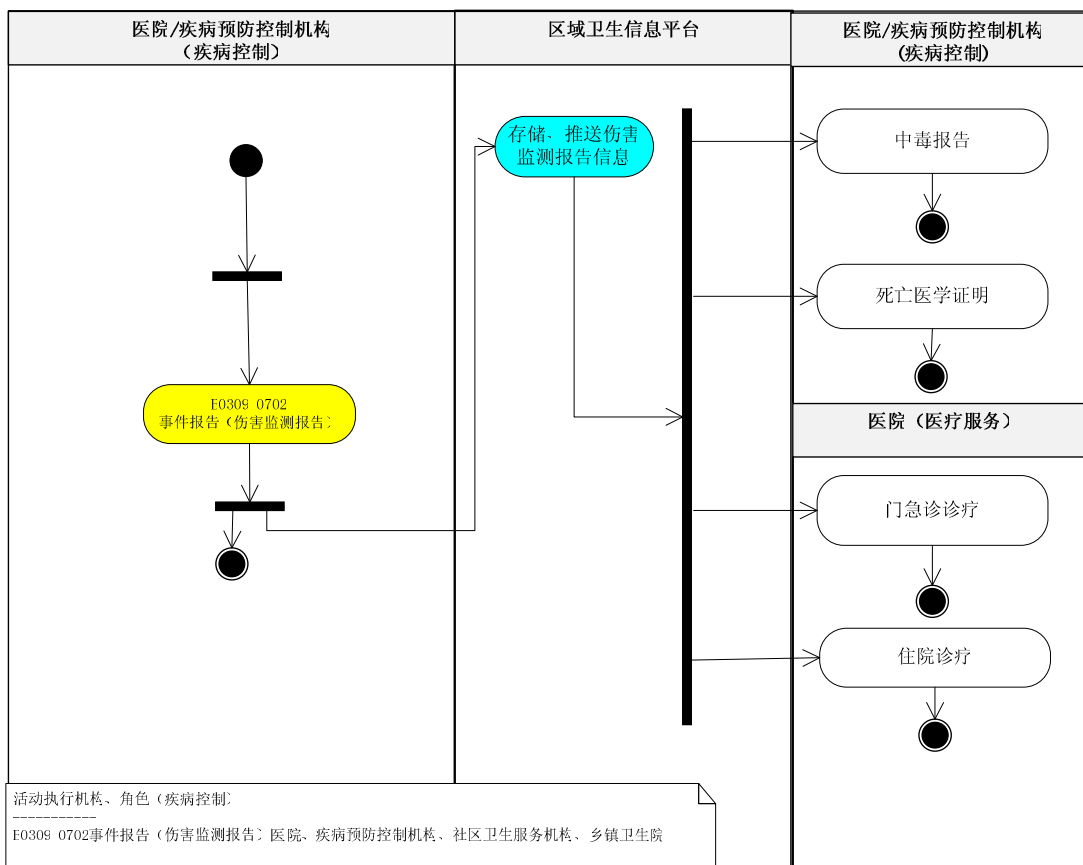 医院/疾病预防控制机构
（疾病控制）
区域卫生信息平台
医院/疾病预防控制机构
(疾病控制)
存储、推送伤害
监测报告信息
中毒报告
死亡医学证明
E0309 0702
事件报告（伤害监测报告）
医院（医疗服务）
门急诊诊疗
住院诊疗
活动执行机构、角色（疾病控制）
-----------
E0309 0702事件报告（伤害监测报告）医院、疾病预防控制机构、社区卫生服务机构、乡镇卫生院